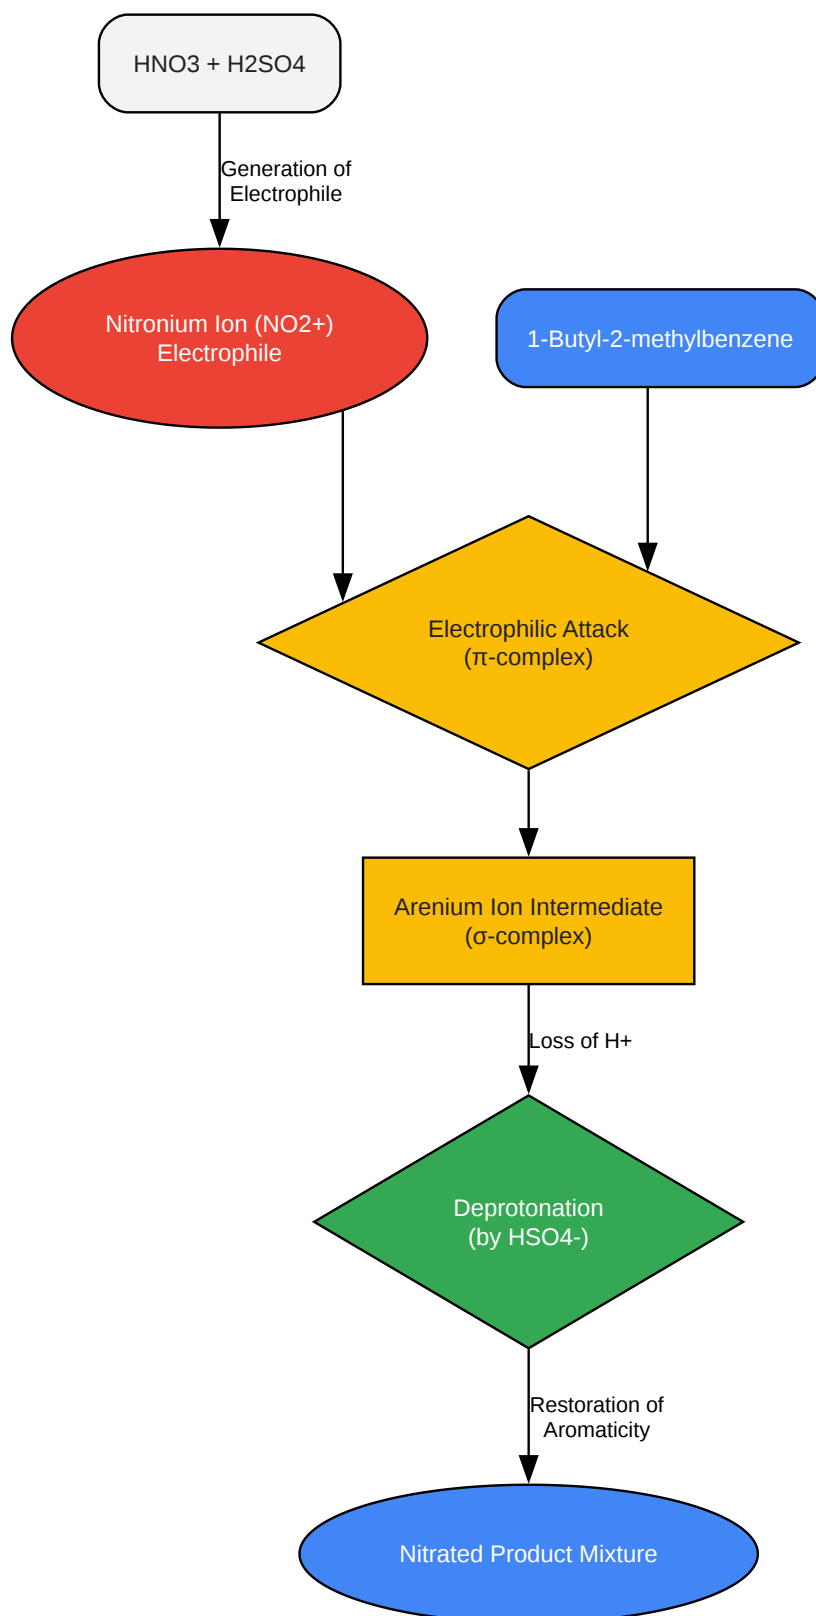 HNO3 + H2SO4
Generation of
Electrophile
Nitronium Ion (NO2+)
Electrophile
1-Butyl-2-methylbenzene
Electrophilic Attack
(π-complex)
Arenium Ion Intermediate
(σ-complex)
Loss of H+
Deprotonation
(by HSO4-)
Restoration of
Aromaticity
Nitrated Product Mixture